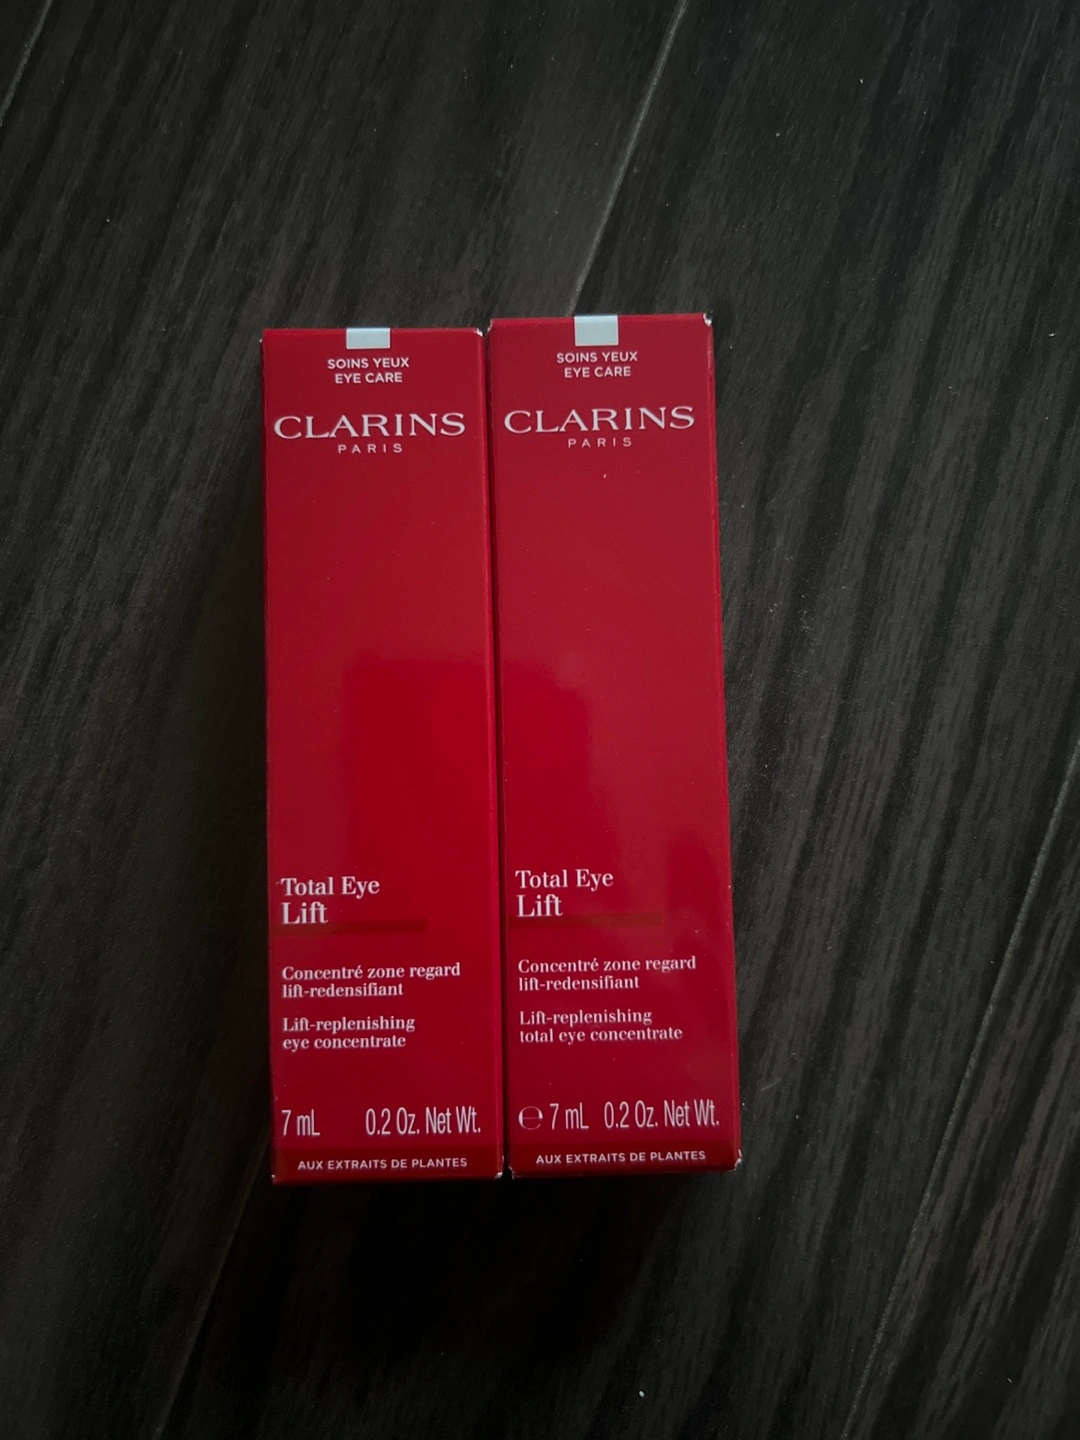 SOINS YEUX
EYE CARE
CLARINS
PARIS
Total Eye
Lift
Concentré zone regard
lift-redensifiant
Lift-replenishing
eye concentrate
7 mL 0.2 Oz. Net Wt.
AUX EXTRAITS DE PLANTES
SOINS YEUX
EYE CARE
CLARINS
PARIS
Total Eye
Lift
Concentré zone regard
lift-redensifiant
Lift-replenishing
total eye concentrate
℮ 7 mL 0.2 Oz. Net Wt.
AUX EXTRAITS DE PLANTES